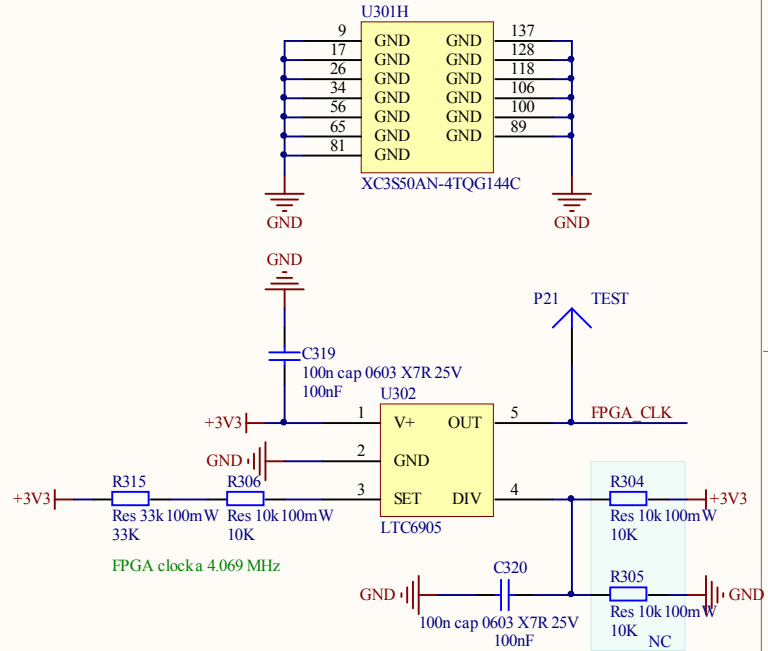 U301H
9 GND GND 137
17 GND GND 128
26 GND GND 118
34 GND GND 106
56 GND GND 100
65 GND GND 89
81 GND
XC3S50AN-4TQG144C
GND GND
GND
P21 TEST
C319
100n cap 0603 X7R 25V
100nF
U302
+3V3 1 V+ OUT 5 FPGA_CLK
GND 2 GND
+3V3 R315 R306 3 SET DIV 4 R304 +3V3
Res 33k 100mW Res 10k 100mW LTC6905 Res 10k 100mW
33K 10K 10K
FPGA clock a 4.069 MHz
C320 R305
GND GND
100n cap 0603 X7R 25V Res 10k 100mW
100nF 10K NC